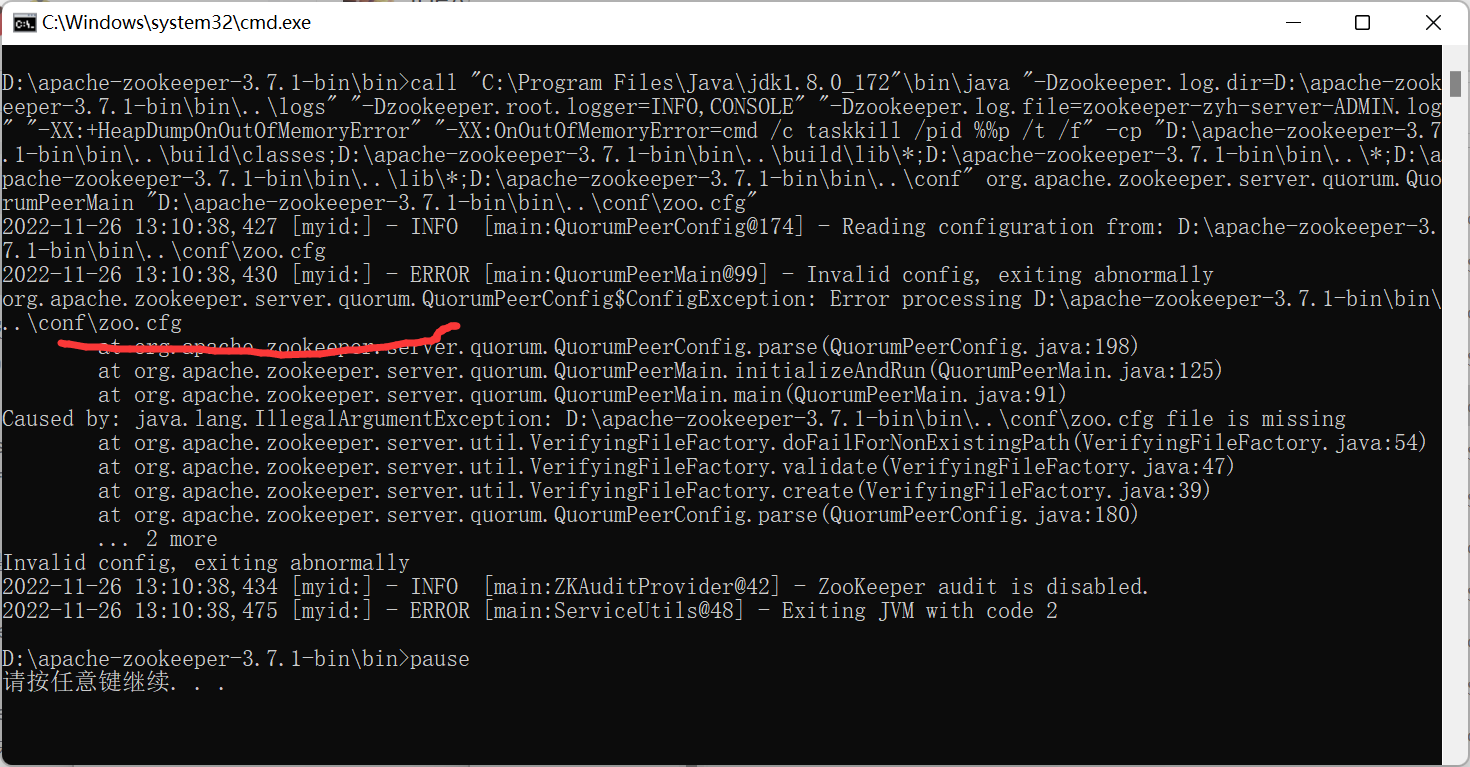 C:\Windows\system32\cmd.exe
D:\apache-zookeeper-3.7.1-bin\bin>call "C:\Program Files\Java\jdk1.8.0_172"\bin\java "-Dzookeeper.log.dir=D:\apache-zook
eeper-3.7.1-bin\bin\..\logs" "-Dzookeeper.root.logger=INFO,CONSOLE" "-Dzookeeper.log.file=zookeeper-zyh-server-ADMIN.log
" "-XX:+HeapDumpOnOutOfMemoryError" "-XX:OnOutOfMemoryError=cmd /c taskkill /pid %%p /t /f" -cp "D:\apache-zookeeper-3.7
.1-bin\bin\..\build\classes;D:\apache-zookeeper-3.7.1-bin\bin\..\build\lib\*;D:\apache-zookeeper-3.7.1-bin\bin\..\*;D:\a
pache-zookeeper-3.7.1-bin\bin\..\lib\*;D:\apache-zookeeper-3.7.1-bin\bin\..\conf" org.apache.zookeeper.server.quorum.Quo
rumPeerMain "D:\apache-zookeeper-3.7.1-bin\bin\..\conf\zoo.cfg"
2022-11-26 13:10:38,427 [myid:] - INFO  [main:QuorumPeerConfig@174] - Reading configuration from: D:\apache-zookeeper-3.
7.1-bin\bin\..\conf\zoo.cfg
2022-11-26 13:10:38,430 [myid:] - ERROR [main:QuorumPeerMain@99] - Invalid config, exiting abnormally
org.apache.zookeeper.server.quorum.QuorumPeerConfig$ConfigException: Error processing D:\apache-zookeeper-3.7.1-bin\bin\
..\conf\zoo.cfg
at org.apache.zookeeper.server.quorum.QuorumPeerConfig.parse(QuorumPeerConfig.java:198)
at org.apache.zookeeper.server.quorum.QuorumPeerMain.initializeAndRun(QuorumPeerMain.java:125)
at org.apache.zookeeper.server.quorum.QuorumPeerMain.main(QuorumPeerMain.java:91)
Caused by: java.lang.IllegalArgumentException: D:\apache-zookeeper-3.7.1-bin\bin\..\conf\zoo.cfg file is missing
at org.apache.zookeeper.server.util.VerifyingFileFactory.doFailForNonExistingPath(VerifyingFileFactory.java:54)
at org.apache.zookeeper.server.util.VerifyingFileFactory.validate(VerifyingFileFactory.java:47)
at org.apache.zookeeper.server.util.VerifyingFileFactory.create(VerifyingFileFactory.java:39)
at org.apache.zookeeper.server.quorum.QuorumPeerConfig.parse(QuorumPeerConfig.java:180)
... 2 more
Invalid config, exiting abnormally
2022-11-26 13:10:38,434 [myid:] - INFO  [main:ZKAuditProvider@42] - ZooKeeper audit is disabled.
2022-11-26 13:10:38,475 [myid:] - ERROR [main:ServiceUtils@48] - Exiting JVM with code 2
D:\apache-zookeeper-3.7.1-bin\bin>pause
请按任意键继续. . .